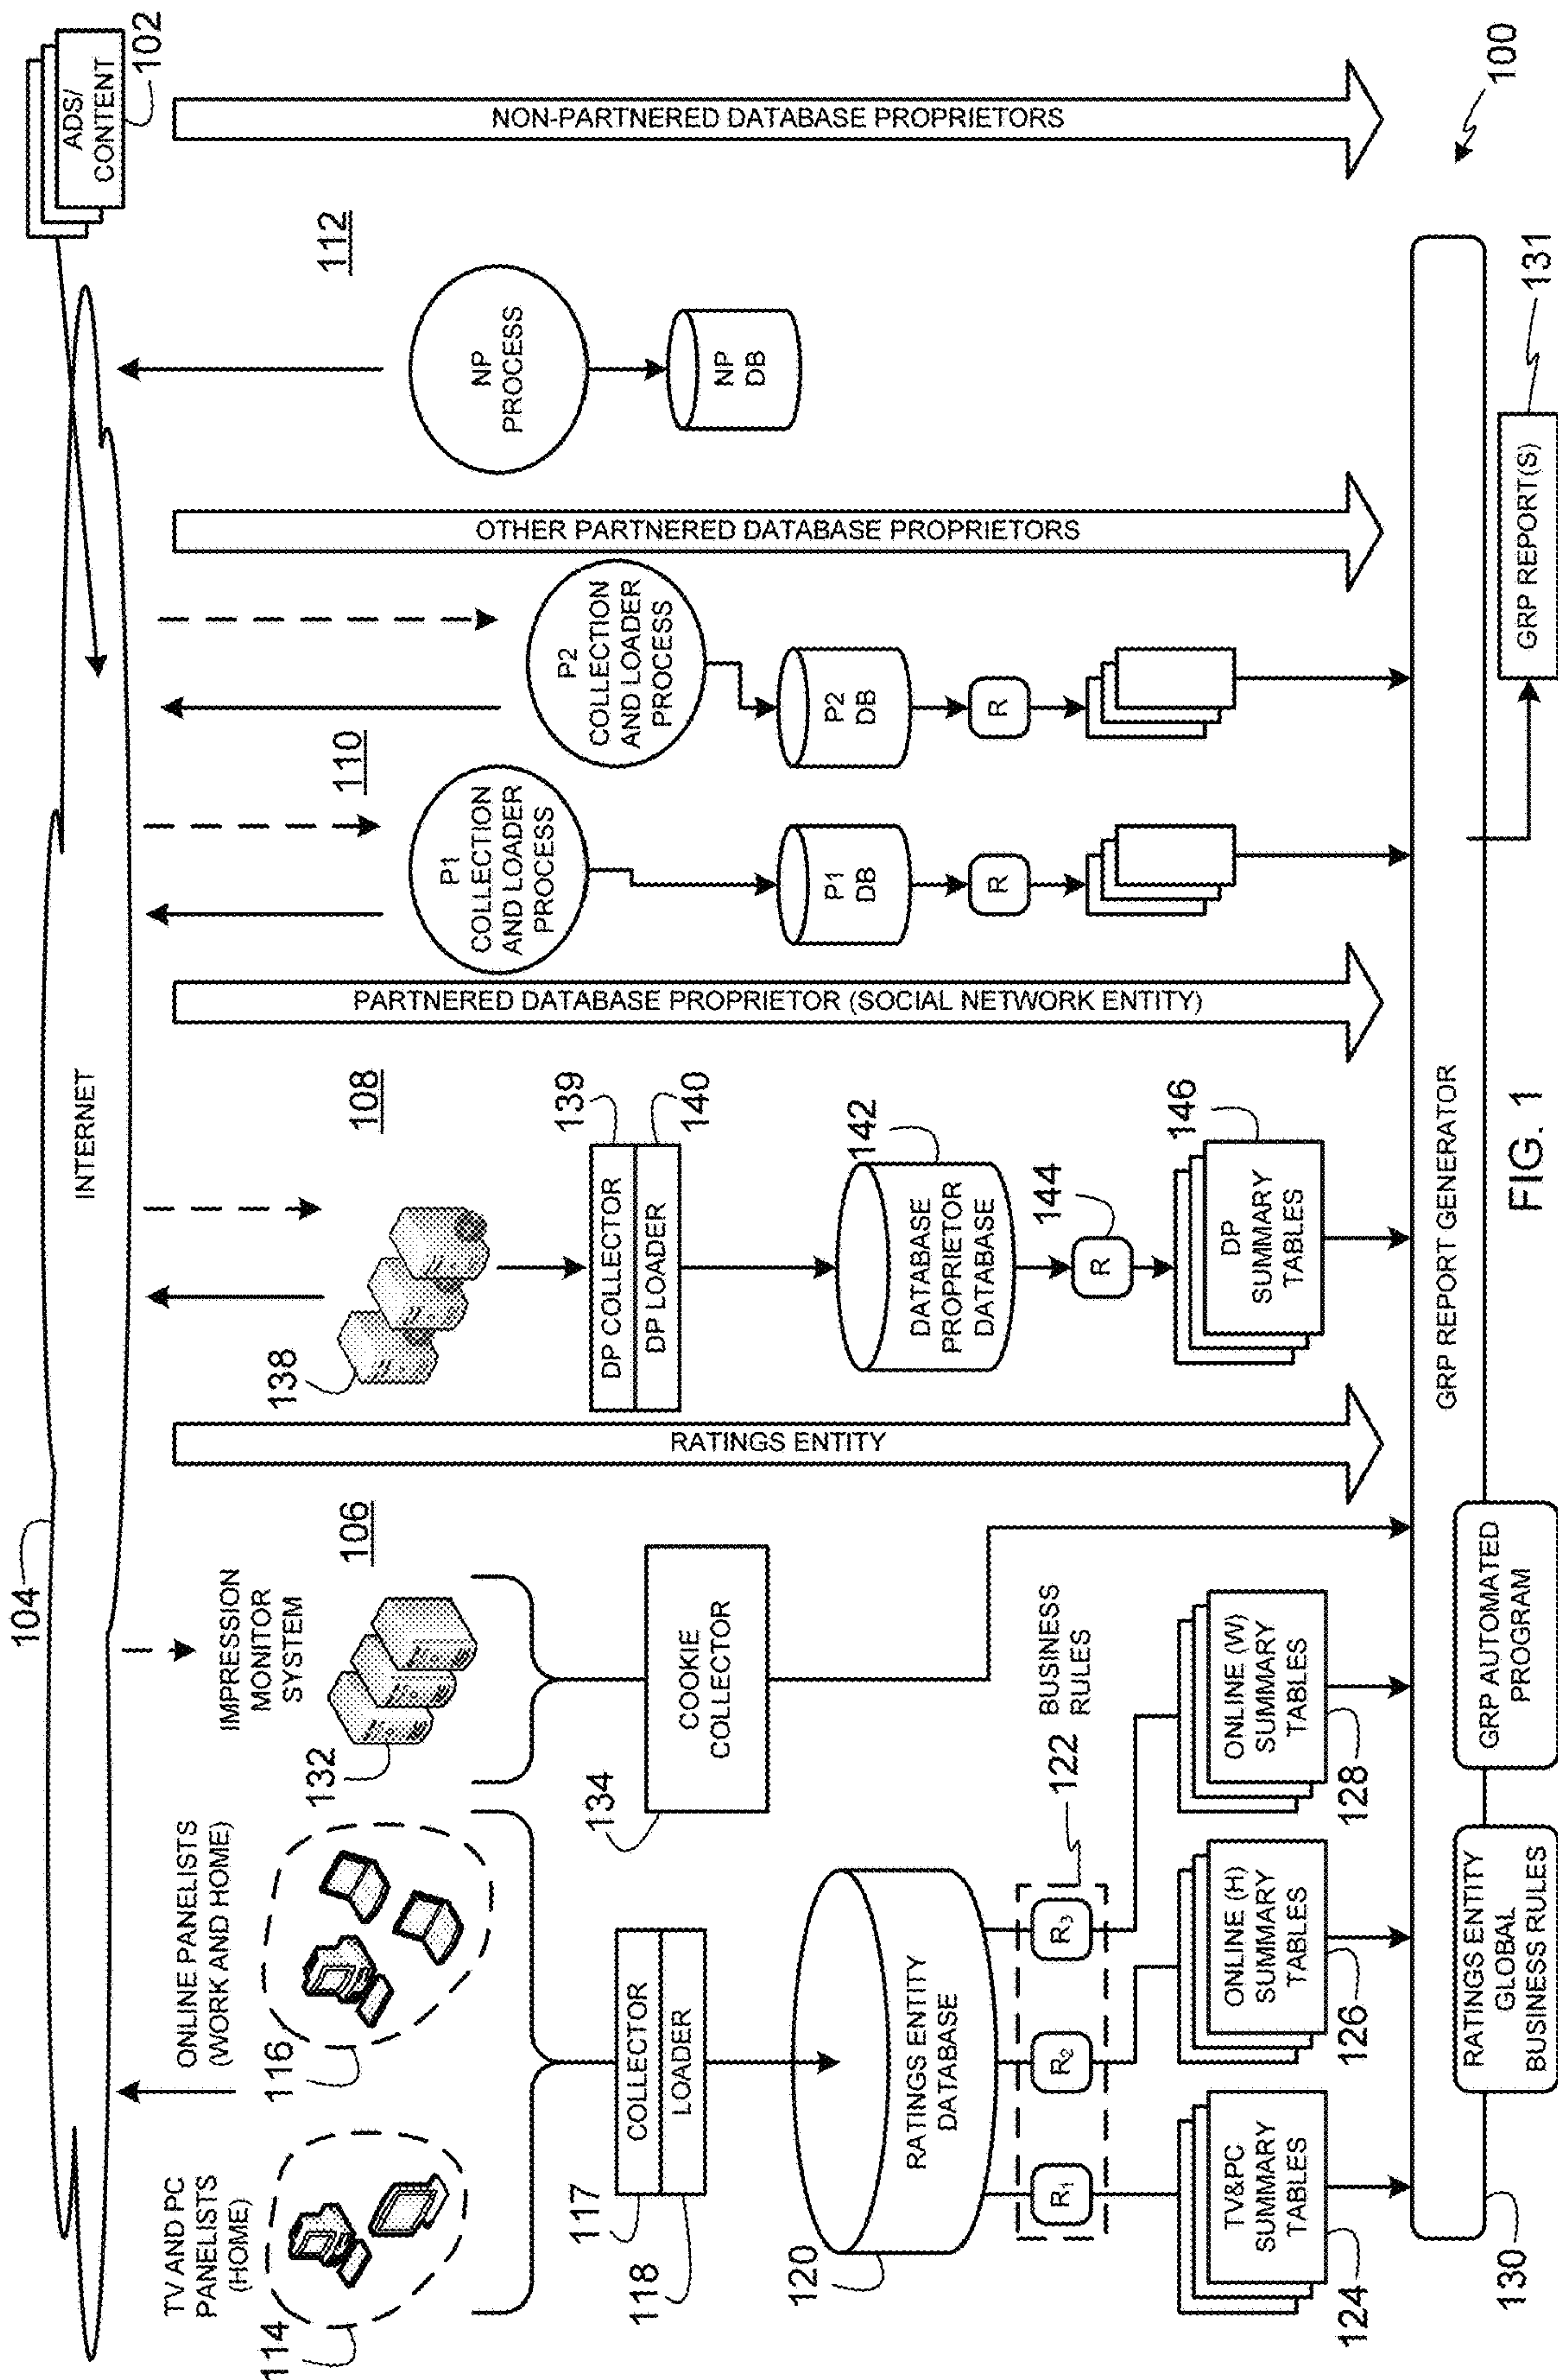 ADS/
CONTENT
102
104
INTERNET
TV AND PC
PANELISTS
(HOME)
114
ONLINE PANELISTS
(WORK AND HOME)
116
IMPRESSION
MONITOR
SYSTEM
132
106
RATINGS ENTITY
138
108
PARTNERED DATABASE PROPRIETOR (SOCIAL NETWORK ENTITY)
110
OTHER PARTNERED DATABASE PROPRIETORS
112
NON-PARTNERED DATABASE PROPRIETORS
117
COLLECTOR
118
LOADER
134
COOKIE
COLLECTOR
DP COLLECTOR
139
DP LOADER
140
P1
COLLECTION
AND LOADER
PROCESS
P2
COLLECTION
AND LOADER
PROCESS
NP
PROCESS
120
RATINGS ENTITY
DATABASE
142
DATABASE
PROPRIETOR
DATABASE
P1
DB
P2
DB
NP
DB
R1
R2
R3
122
BUSINESS
RULES
R
144
R
R
124
TV&PC
SUMMARY
TABLES
126
ONLINE (H)
SUMMARY
TABLES
128
ONLINE (W)
SUMMARY
TABLES
DP
SUMMARY
TABLES
146
130
GRP REPORT GENERATOR
RATINGS ENTITY
GLOBAL
BUSINESS RULES
GRP AUTOMATED
PROGRAM
GRP REPORT(S)
131
100
FIG. 1